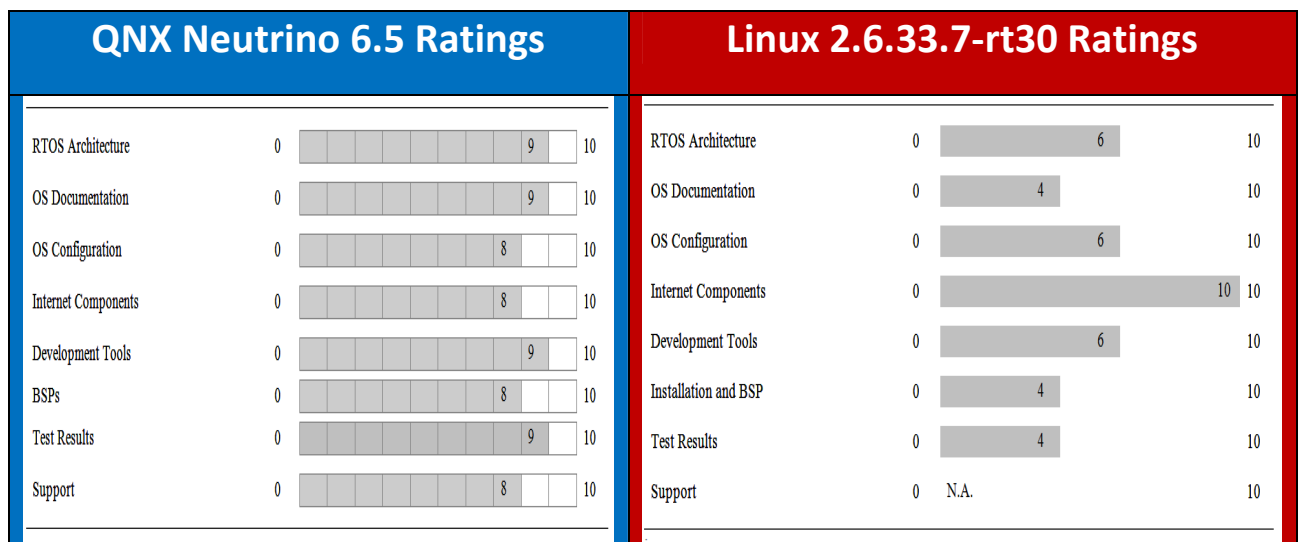 QNX Neutrino 6.5 Ratings
RTOS Architecture 0 9 10
OS Documentation 0 9 10
OS Configuration 0 8 10
Internet Components 0 8 10
Development Tools 0 9 10
BSPs 0 8 10
Test Results 0 9 10
Support 0 8 10
Linux 2.6.33.7-rt30 Ratings
RTOS Architecture 0 6 10
OS Documentation 0 4 10
OS Configuration 0 6 10
Internet Components 0 10 10
Development Tools 0 6 10
Installation and BSP 0 4 10
Test Results 0 4 10
Support 0 N.A. 10